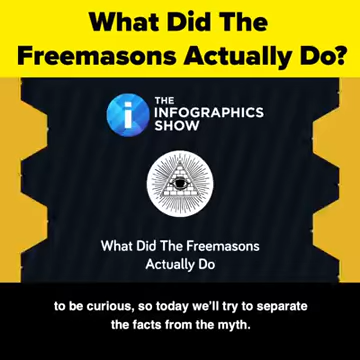 What Did The
Freemasons Actually Do?
THE
INFOGRAPHICS
SHOW
What Did The Freemasons
Actually Do
to be curious, so today we'll try to separate
the facts from the myth.